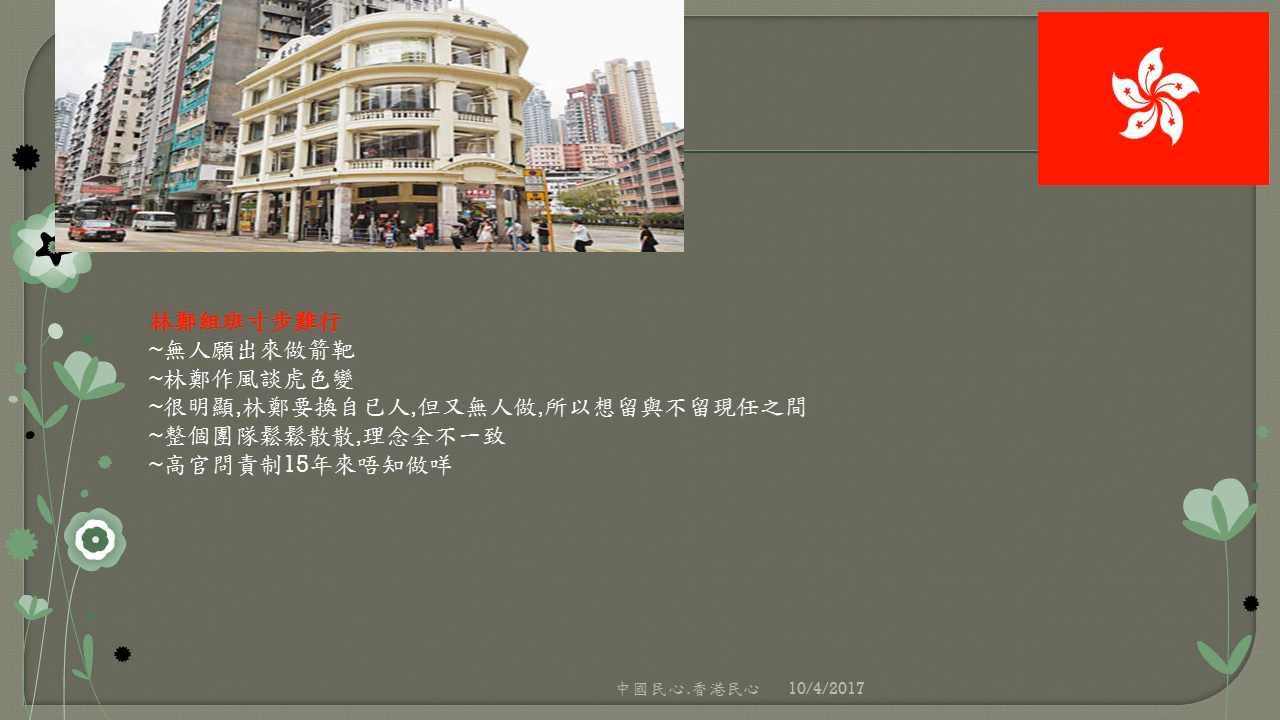 林鄭組班寸步難行
~無人願出來做箭靶
~林鄭作風談虎色變
~很明顯,林鄭要換自已人,但又無人做,所以想留與不留現任之間
~整個團隊鬆鬆散散,理念全不一致
~高官問責制15年來唔知做咩
中國民心.香港民心 10/4/2017